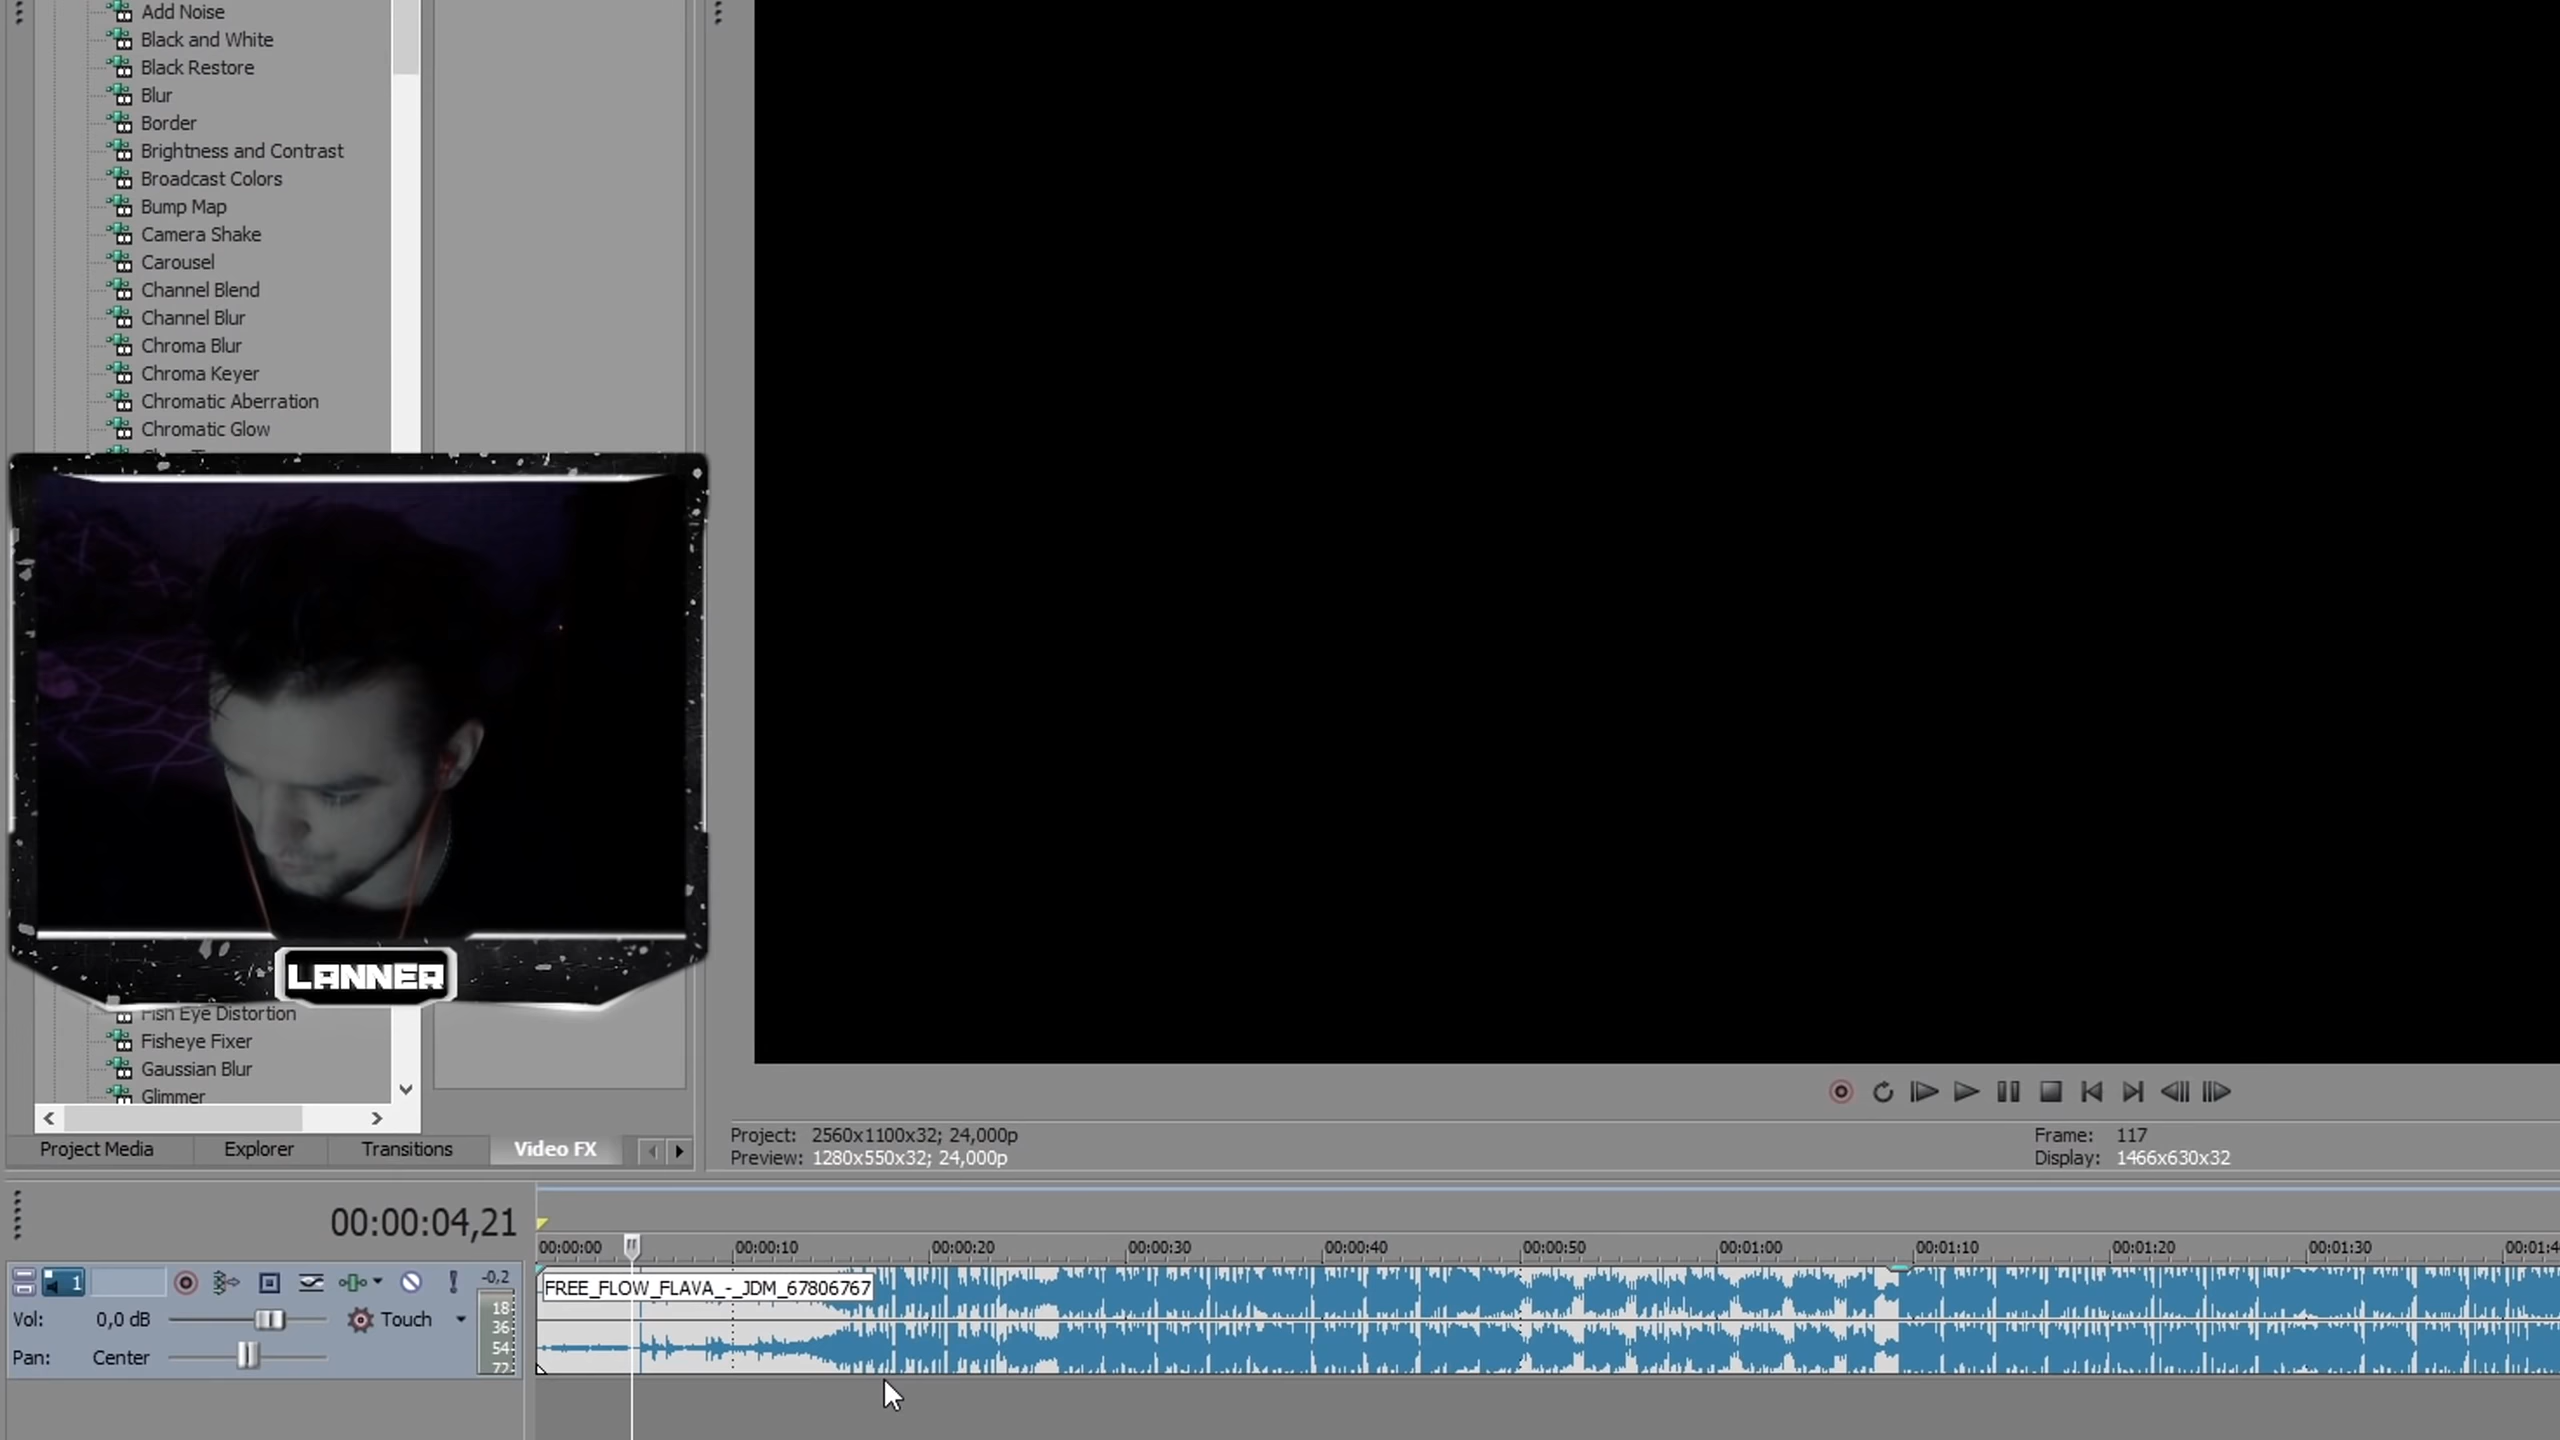 Add Noise
Black and White
Black Restore
Blur
Border
Brightness and Contrast
Broadcast Colors
Bump Map
Camera Shake
Carousel
Channel Blend
Channel Blur
Chroma Blur
Chroma Keyer
Chromatic Aberration
Chromatic Glow
LANNER
Fish Eye Distortion
Fisheye Fixer
Gaussian Blur
Glimmer
Project Media Explorer Transitions Video FX
Project: 2560x1100x32; 24,000p
Preview: 1280x550x32; 24,000p
Frame: 117
Display: 1466x630x32
00:00:04,21
00:00:00 00:00:10 00:00:20 00:00:30 00:00:40 00:00:50 00:01:00 00:01:10 00:01:20 00:01:30 00:01:4
1 -0,2
FREE_FLOW_FLAVA_-_JDM_67806767
Vol: 0,0 dB Touch
Pan: Center
18
36
54
72